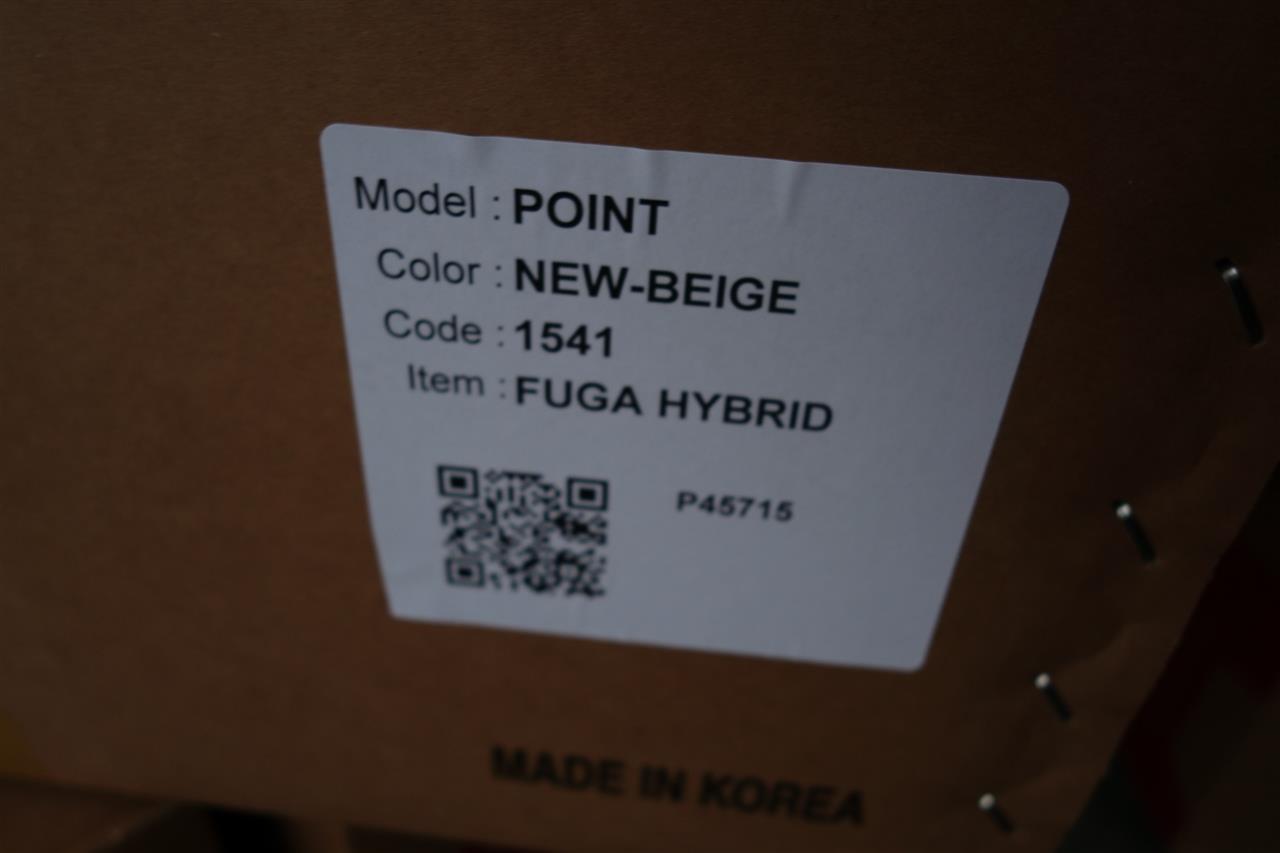 Model : POINT
Color : NEW-BEIGE
Code : 1541
Item : FUGA HYBRID
P45715
MADE IN KOREA